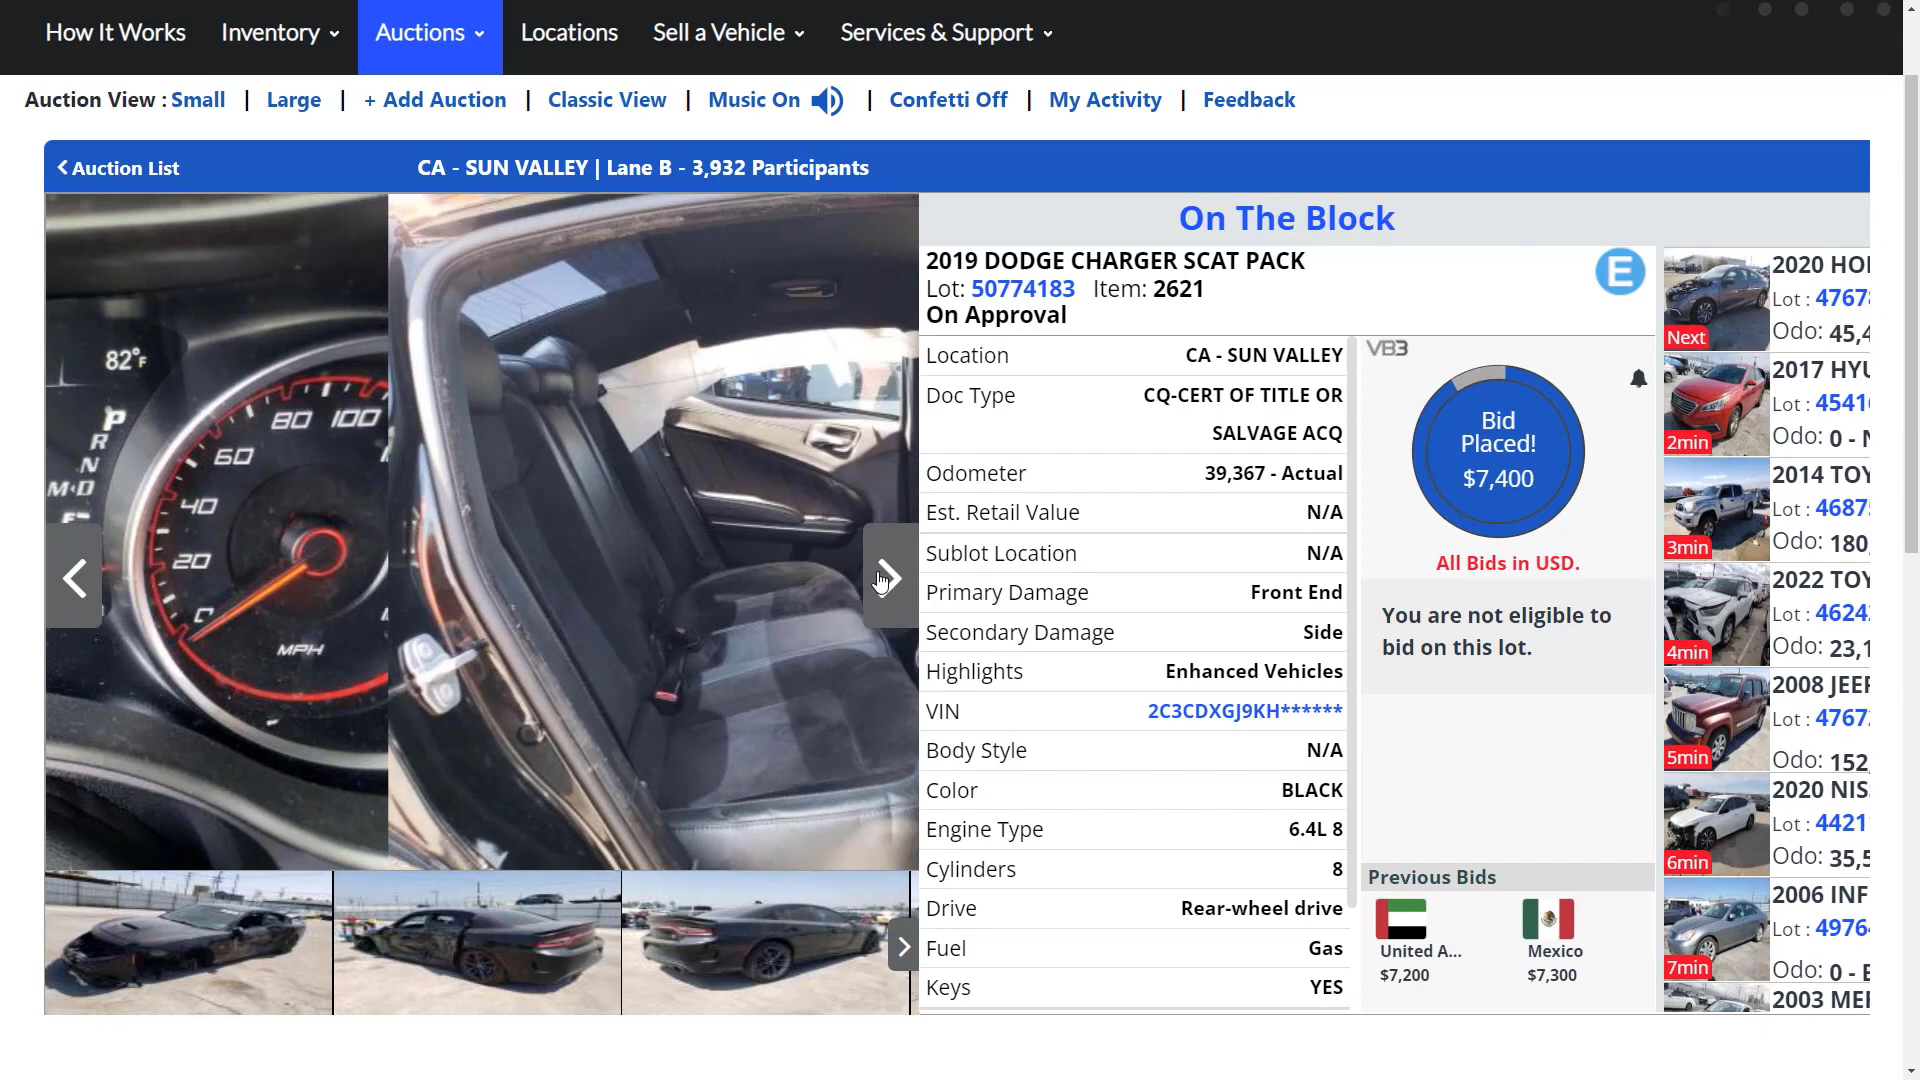 How It Works
Inventory
Auctions
Locations
Sell a Vehicle
Services & Support
Auction View : Small | Large | + Add Auction | Classic View | Music On | Confetti Off | My Activity | Feedback
Auction List
CA - SUN VALLEY | Lane B - 3,932 Participants
82°F
P
R
N
M·D
0
20
40
60
80
100
MPH
On The Block
2019 DODGE CHARGER SCAT PACK
Lot: 50774183 Item: 2621
On Approval
E
Location CA - SUN VALLEY
Doc Type CQ-CERT OF TITLE OR
SALVAGE ACQ
Odometer 39,367 - Actual
Est. Retail Value N/A
Sublot Location N/A
Primary Damage Front End
Secondary Damage Side
Highlights Enhanced Vehicles
VIN 2C3CDXGJ9KH******
Body Style N/A
Color BLACK
Engine Type 6.4L 8
Cylinders 8
Drive Rear-wheel drive
Fuel Gas
Keys YES
VB3
Bid
Placed!
$7,400
All Bids in USD.
You are not eligible to
bid on this lot.
Previous Bids
United A...
$7,200
Mexico
$7,300
Next
2020 HO
Lot : 4767
Odo: 45,4
2min
2017 HYU
Lot : 4541
Odo: 0 - N
3min
2014 TOY
Lot : 4687
Odo: 180,
4min
2022 TOY
Lot : 4624
Odo: 23,1
5min
2008 JEEP
Lot : 4767
Odo: 152,
6min
2020 NIS
Lot : 4421
Odo: 35,5
7min
2006 INF
Lot : 4976
Odo: 0 - E
2003 MER